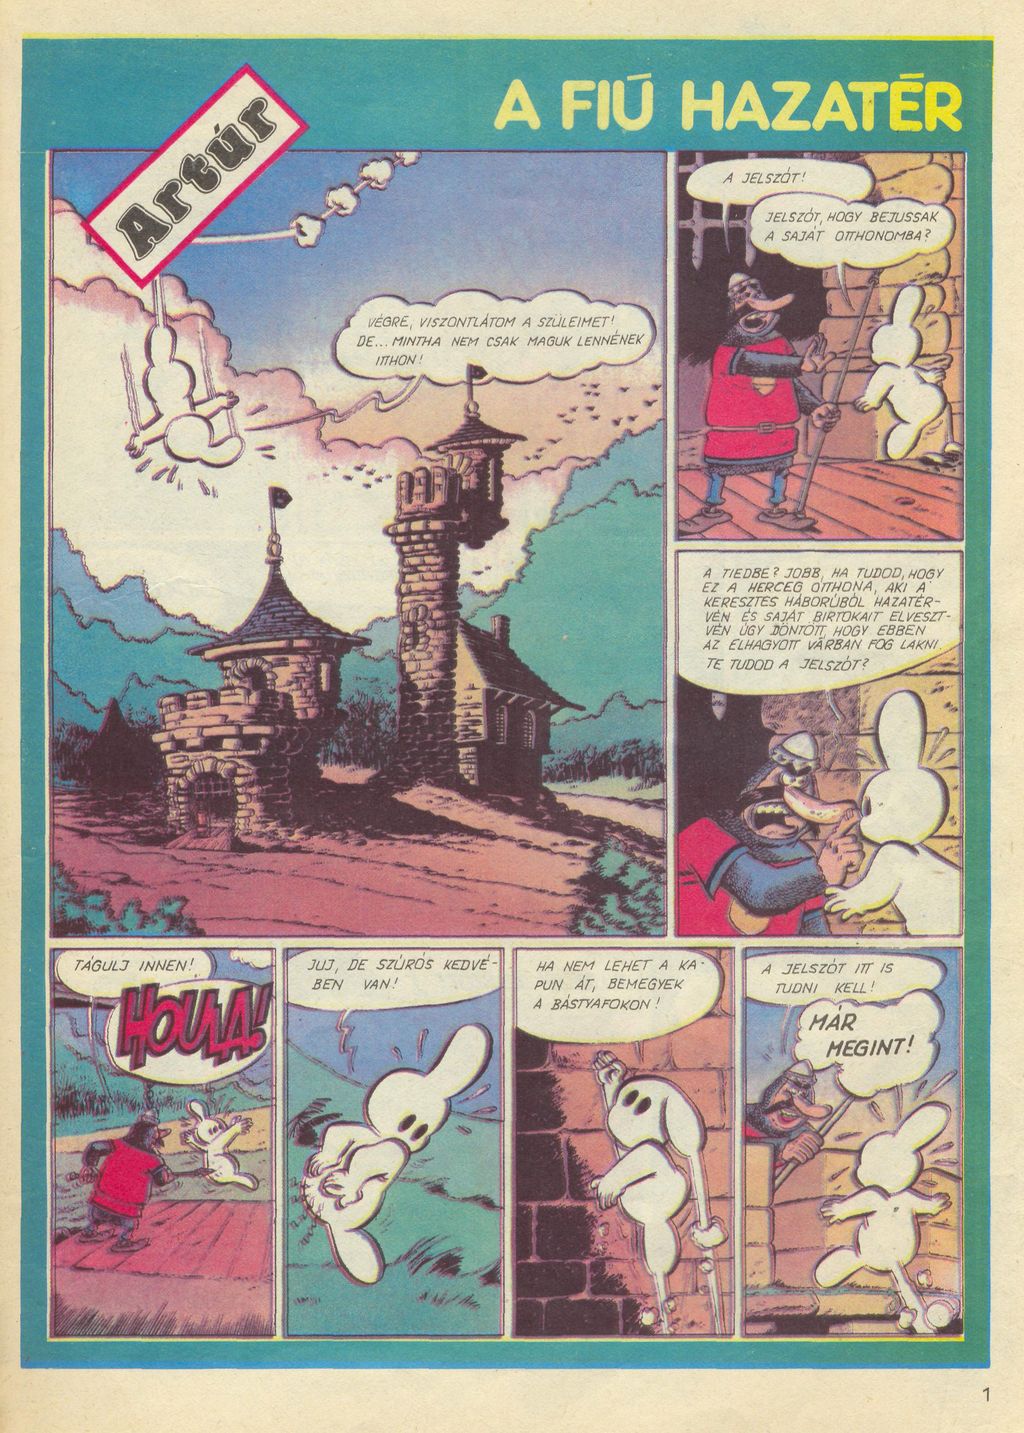 Artúr
A FIÚ HAZATÉR
VÉGRE, VISZONTLÁTOM A SZÜLEIMET!
DE... MINTHA NEM CSAK MAGUK LENNÉNEK
ITTHON!
A JELSZÓT!
JELSZÓT, HOGY BEJUSSAK
A SAJÁT OTTHONOMBA?
A TIEDBE? JOBB, HA TUDOD, HOGY
EZ A HERCEG OTTHONA, AKI A
KERESZTES HÁBORÚBÓL HAZATÉR-
VÉN ÉS SAJÁT BIRTOKAIT ELVESZT-
VÉN ÚGY DÖNTÖTT, HOGY EBBEN
AZ ELHAGYOTT VÁRBAN FOG LAKNI.
TE TUDOD A JELSZÓT?
TÁGULJ INNEN!
HOULA!
JUJ, DE SZÚRÓS KEDVÉ-
BEN VAN!
HA NEM LEHET A KA-
PUN ÁT, BEMEGYEK
A BÁSTYAFOKON!
A JELSZÓT ITT IS
TUDNI KELL!
MÁR
MEGINT!
1